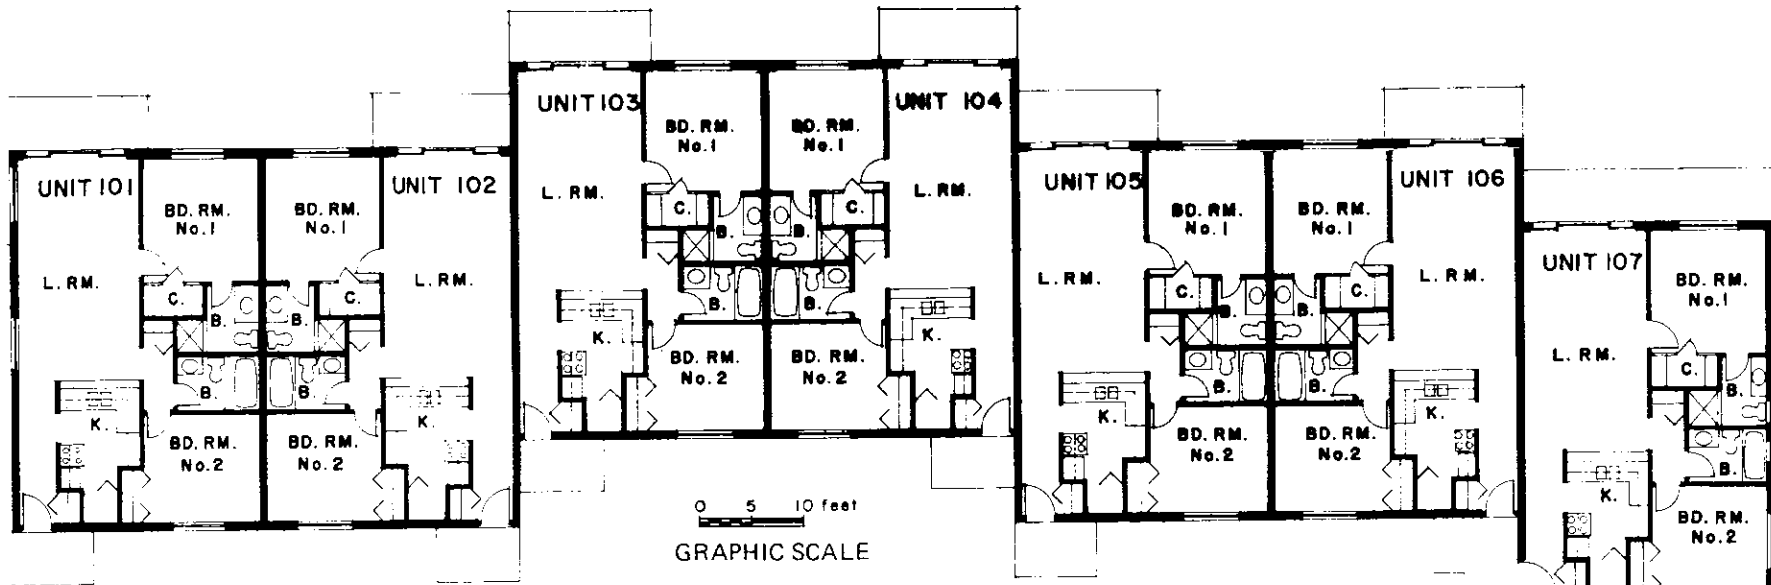 UNIT 101
BD. RM.
No.1
L. RM.
C.
B.
B.
K.
BD. RM.
No.2
UNIT 102
BD. RM.
No.1
L. RM.
C.
B.
B.
K.
BD. RM.
No.2
UNIT 103
BD. RM.
No.1
L. RM.
C.
B.
B.
K.
BD. RM.
No.2
UNIT 104
BD. RM.
No.1
L. RM.
C.
B.
B.
K.
BD. RM.
No.2
UNIT 105
BD. RM.
No.1
L. RM.
C.
B.
B.
K.
BD. RM.
No.2
UNIT 106
BD. RM.
No.1
L. RM.
C.
B.
B.
K.
BD. RM.
No.2
UNIT 107
BD. RM.
No.1
L. RM.
C.
B.
B.
K.
BD. RM.
No.2
0 5 10 feet
GRAPHIC SCALE